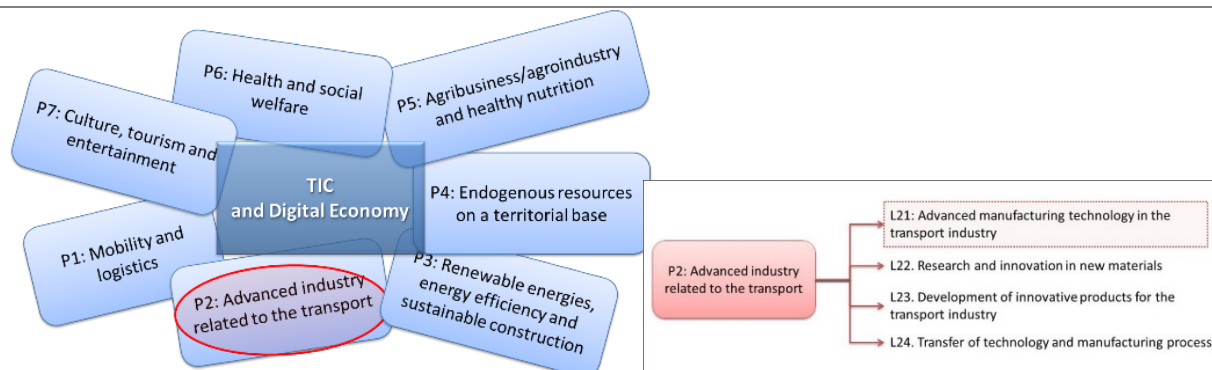 P6: Health and social
welfare
P5: Agribusiness/agroindustry
and healthy nutrition
P7: Culture, tourism and
entertainment
TIC
and Digital Economy
P4: Endogenous resources
on a territorial base
P1: Mobility and
logistics
P2: Advanced industry
related to the transport
P3: Renewable energies,
energy efficiency and
sustainable construction
P2: Advanced industry
related to the transport
L21: Advanced manufacturing technology in the
transport industry
L22. Research and innovation in new materials
L23. Development of innovative products for the
transport industry
L24. Transfer of technology and manufacturing process